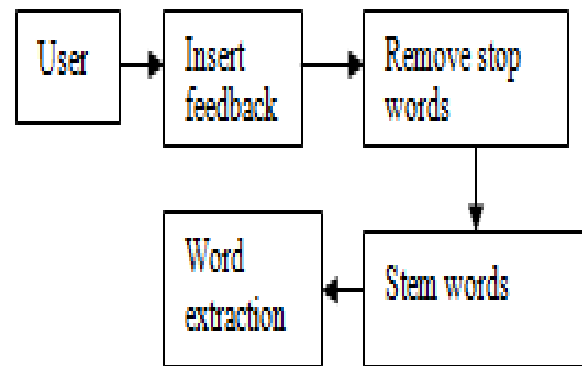 User
Insert
feedback
Remove stop
words
Stem words
Word
extraction